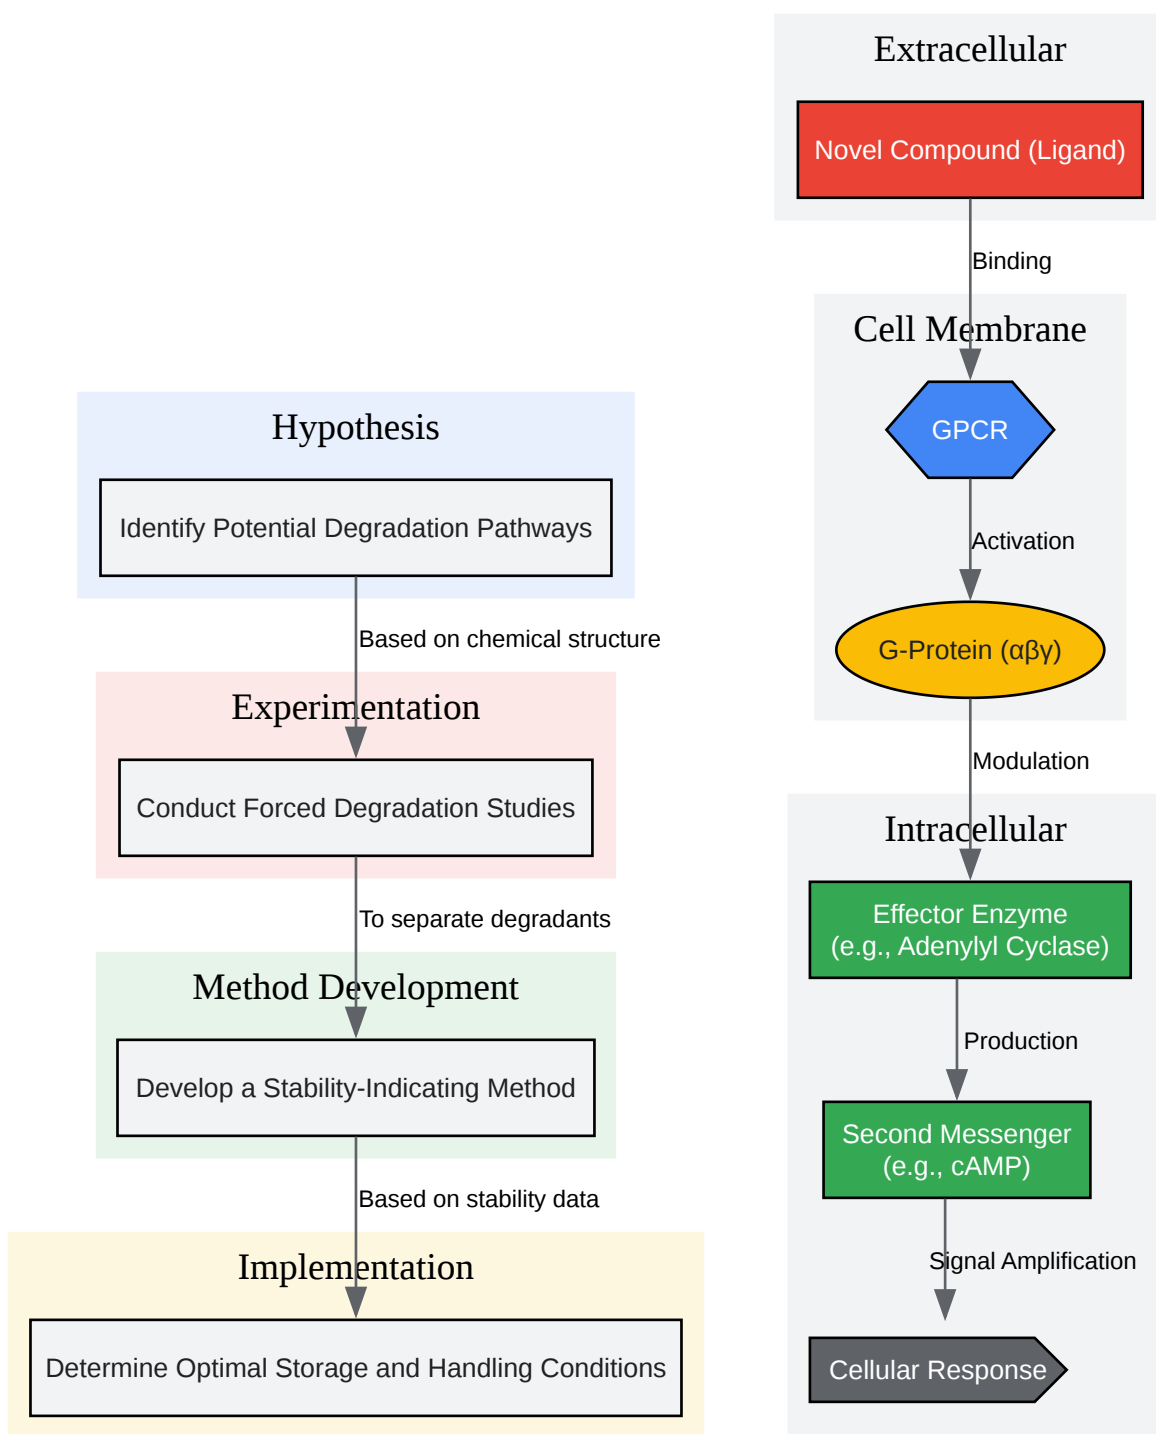 Hypothesis
Identify Potential Degradation Pathways
Based on chemical structure
Experimentation
Conduct Forced Degradation Studies
To separate degradants
Method Development
Develop a Stability-Indicating Method
Based on stability data
Implementation
Determine Optimal Storage and Handling Conditions
Extracellular
Novel Compound (Ligand)
Binding
Cell Membrane
GPCR
Activation
G-Protein (αβγ)
Modulation
Intracellular
Effector Enzyme
(e.g., Adenylyl Cyclase)
Production
Second Messenger
(e.g., cAMP)
Signal Amplification
Cellular Response